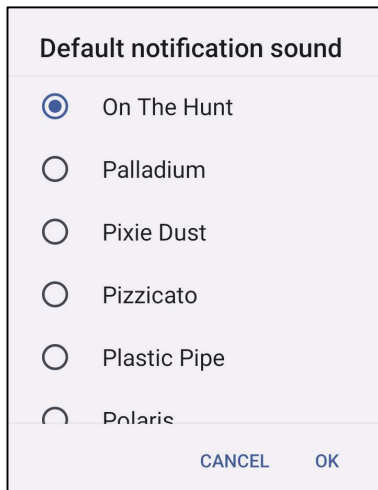 Default notification sound
On The Hunt
Palladium
Pixie Dust
Pizzicato
Plastic Pipe
Polaris
CANCEL OK